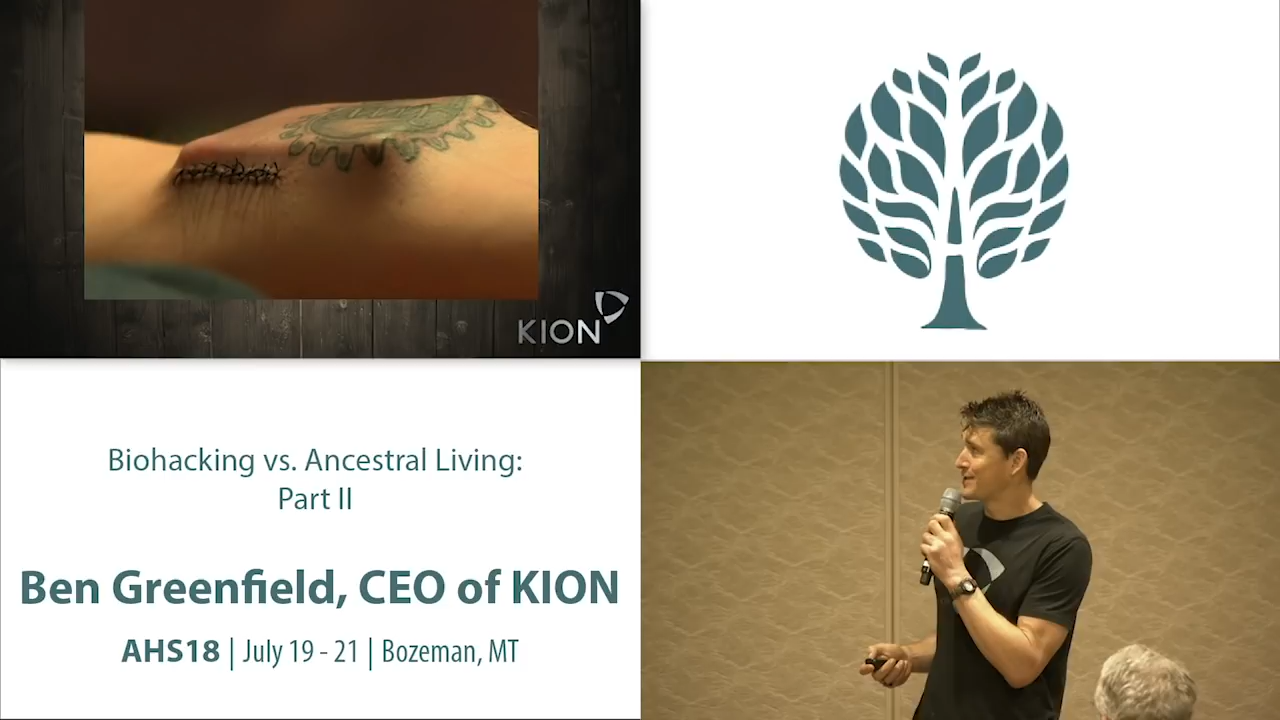 KION
Biohacking vs. Ancestral Living:
Part II
Ben Greenfield, CEO of KION
AHS18 | July 19 - 21 | Bozeman, MT